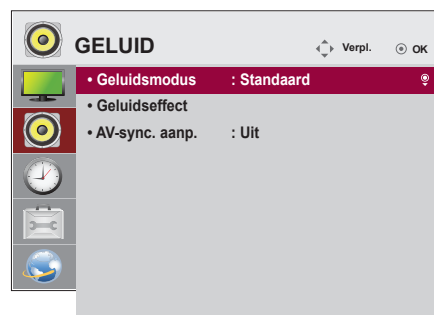 GELUID
Verpl. OK
• Geluidsmodus : Standaard
• Geluidseffect
• AV-sync. aanp. : Uit